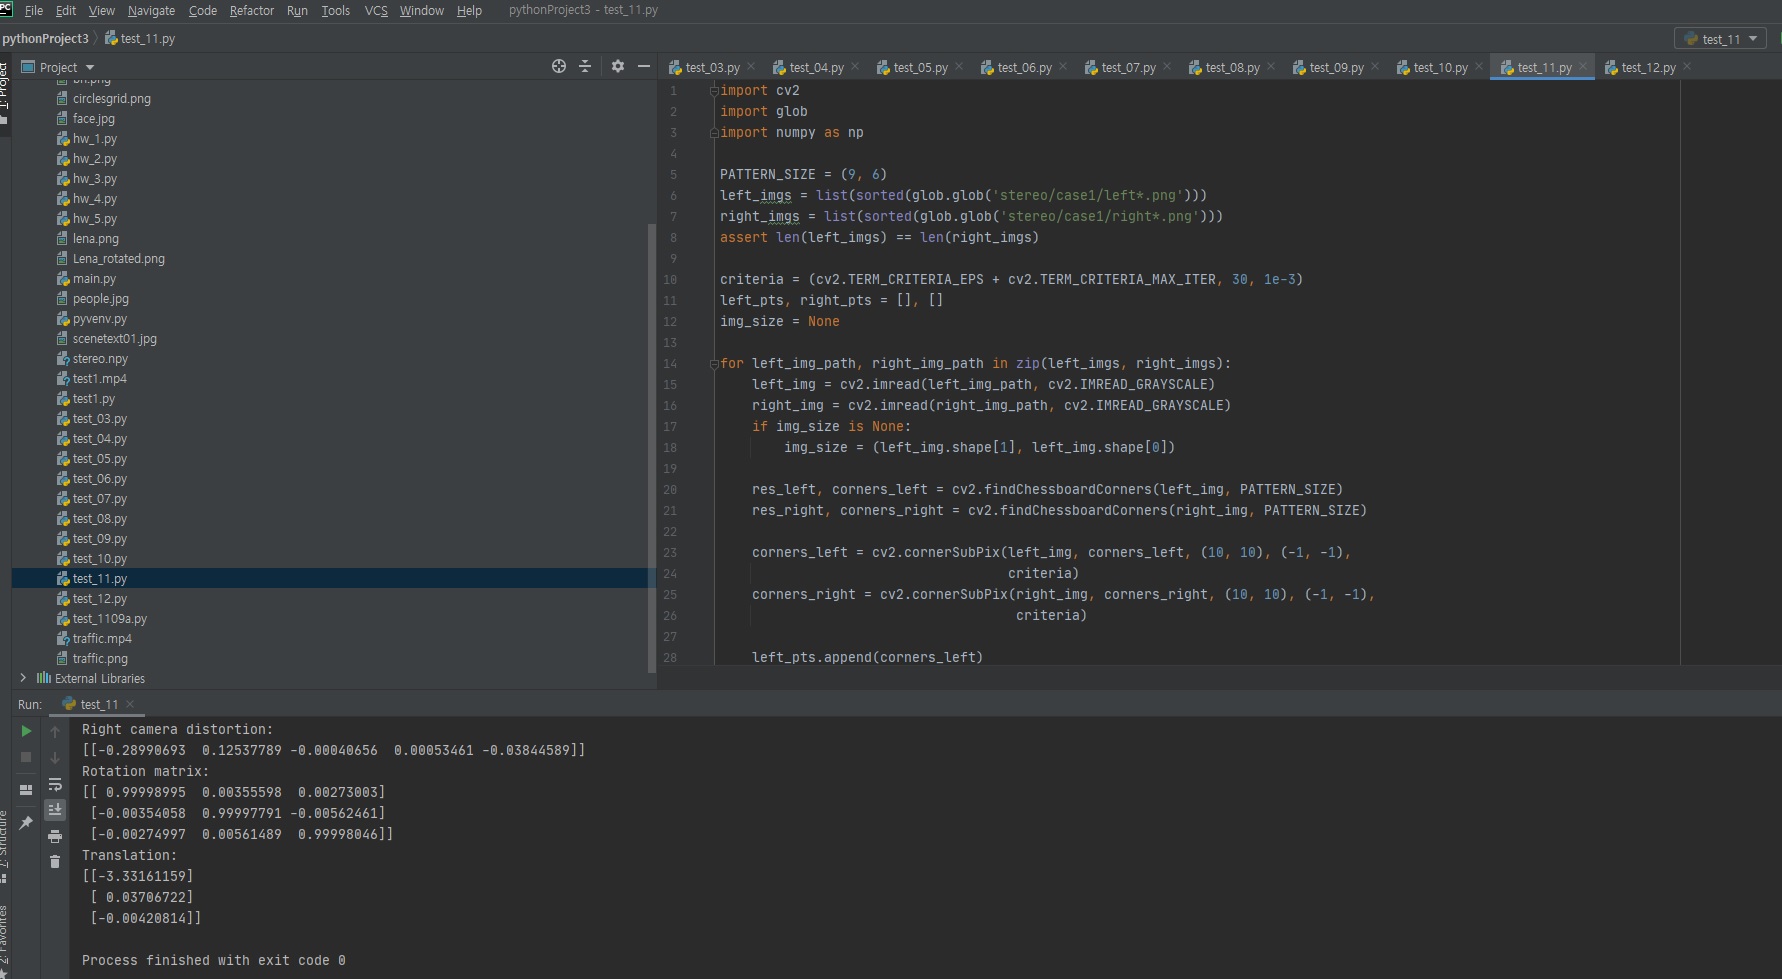 File Edit View Navigate Code Refactor Run Tools VCS Window Help pythonProject3 - test_11.py
pythonProject3 test_11.py
test_11
Project
1: Project
circlesgrid.png
face.jpg
hw_1.py
hw_2.py
hw_3.py
hw_4.py
hw_5.py
lena.png
Lena_rotated.png
main.py
people.jpg
pyvenv.py
scenetext01.jpg
stereo.npy
test1.mp4
test1.py
test_03.py
test_04.py
test_05.py
test_06.py
test_07.py
test_08.py
test_09.py
test_10.py
test_11.py
test_12.py
test_1109a.py
traffic.mp4
traffic.png
External Libraries
test_03.py test_04.py test_05.py test_06.py test_07.py test_08.py test_09.py test_10.py test_11.py test_12.py
1 import cv2
2 import glob
3 import numpy as np
4
5 PATTERN_SIZE = (9, 6)
6 left_imgs = list(sorted(glob.glob('stereo/case1/left*.png')))
7 right_imgs = list(sorted(glob.glob('stereo/case1/right*.png')))
8 assert len(left_imgs) == len(right_imgs)
9
10 criteria = (cv2.TERM_CRITERIA_EPS + cv2.TERM_CRITERIA_MAX_ITER, 30, 1e-3)
11 left_pts, right_pts = [], []
12 img_size = None
13
14 for left_img_path, right_img_path in zip(left_imgs, right_imgs):
15 left_img = cv2.imread(left_img_path, cv2.IMREAD_GRAYSCALE)
16 right_img = cv2.imread(right_img_path, cv2.IMREAD_GRAYSCALE)
17 if img_size is None:
18 img_size = (left_img.shape[1], left_img.shape[0])
19
20 res_left, corners_left = cv2.findChessboardCorners(left_img, PATTERN_SIZE)
21 res_right, corners_right = cv2.findChessboardCorners(right_img, PATTERN_SIZE)
22
23 corners_left = cv2.cornerSubPix(left_img, corners_left, (10, 10), (-1, -1),
24 criteria)
25 corners_right = cv2.cornerSubPix(right_img, corners_right, (10, 10), (-1, -1),
26 criteria)
27
28 left_pts.append(corners_left)
Run: test_11
Right camera distortion:
[[-0.28990693 0.12537789 -0.00040656 0.00053461 -0.03844589]]
Rotation matrix:
[[ 0.99998995 0.00355598 0.00273003]
[-0.00354058 0.99997791 -0.00562461]
[-0.00274997 0.00561489 0.99998046]]
Translation:
[[-3.33161159]
[ 0.03706722]
[-0.00420814]]
Process finished with exit code 0
7: Structure
2: Favorites